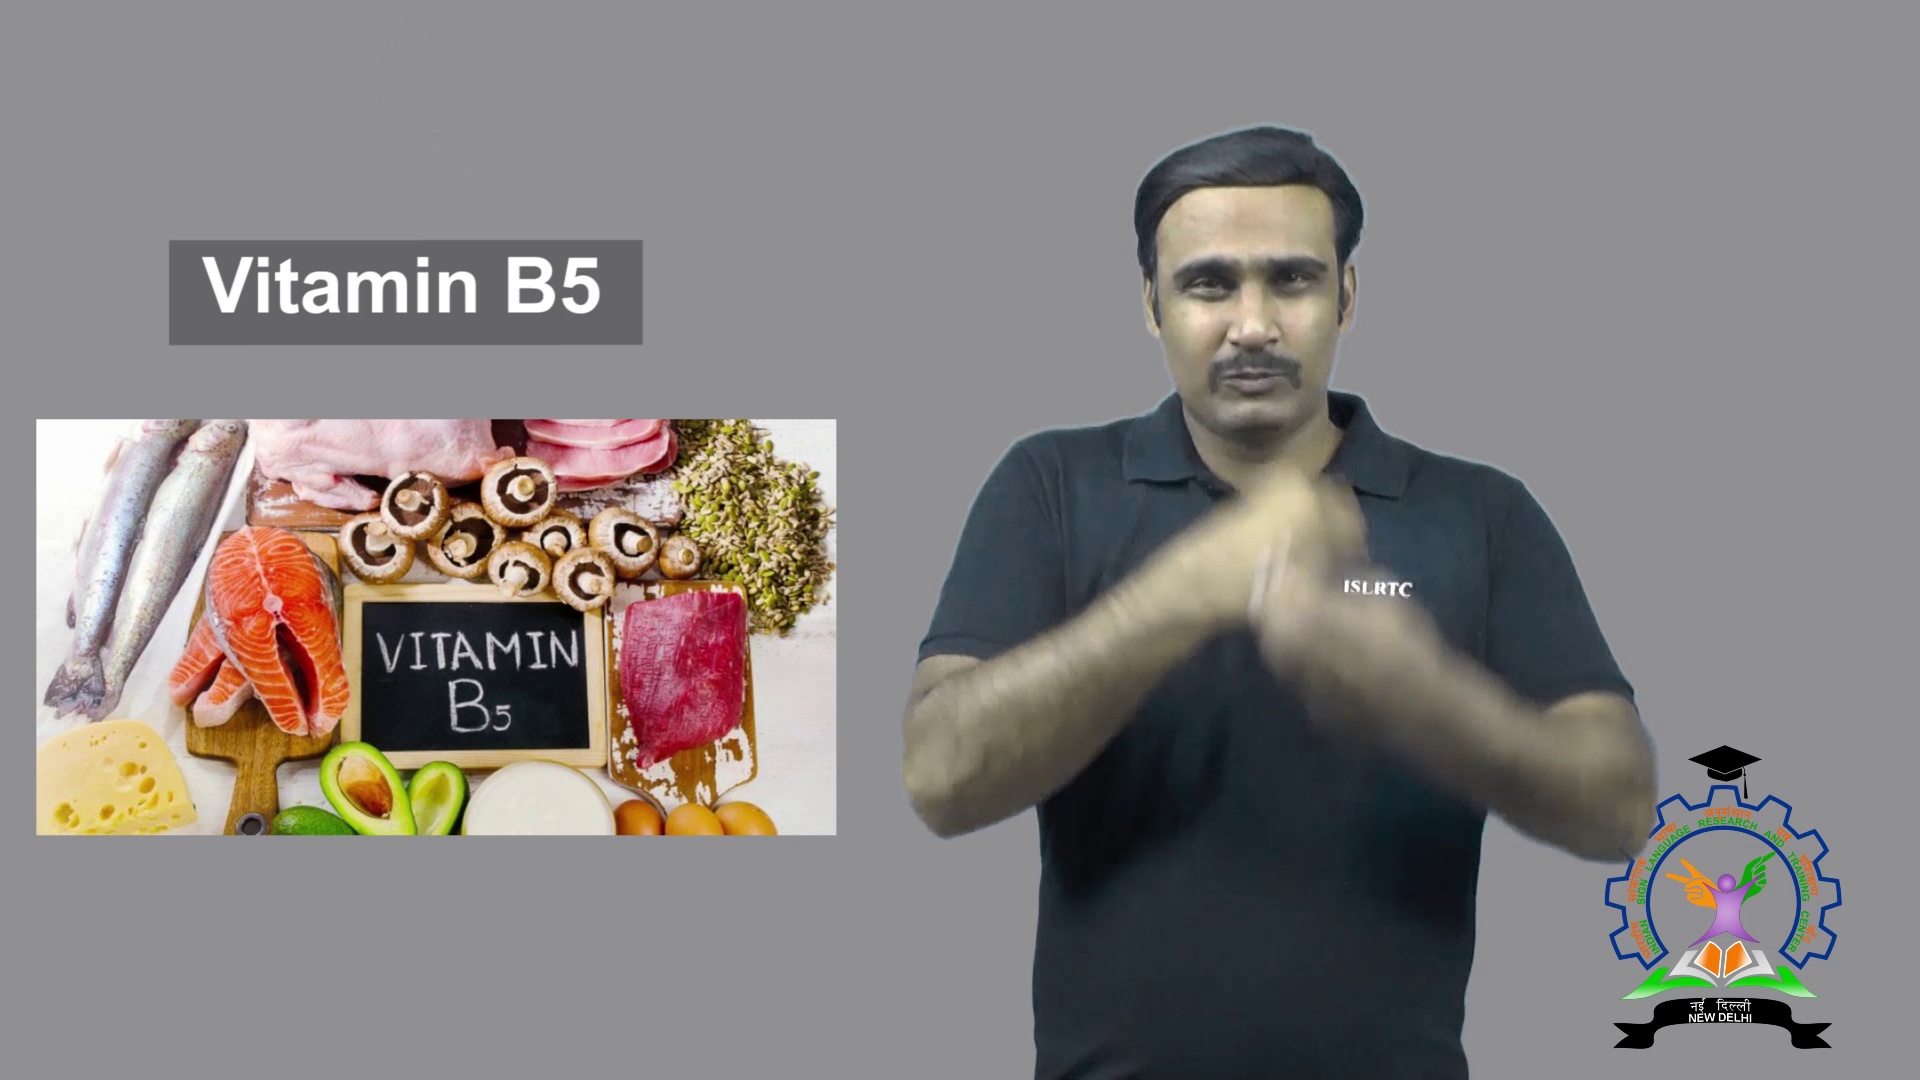 Vitamin B5
VITAMIN
B5
ISLRTC
INDIAN SIGN LANGUAGE RESEARCH AND TRAINING CENTER
नई दिल्ली
NEW DELHI